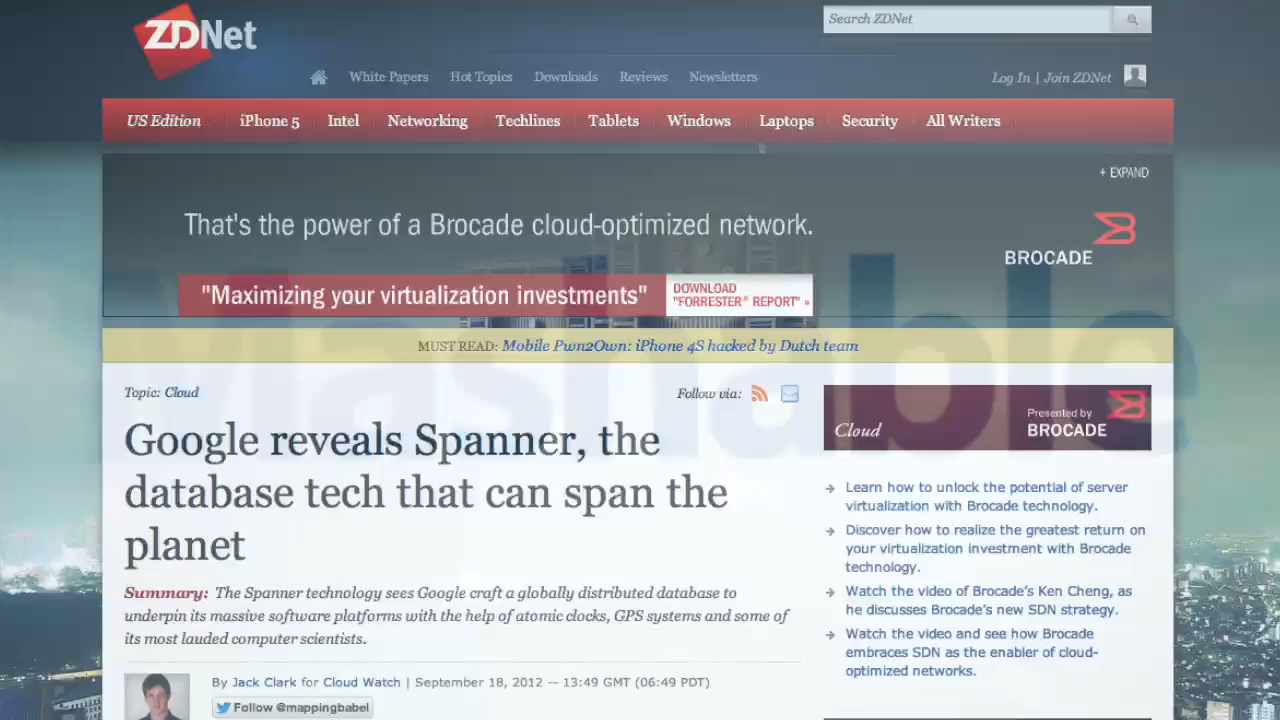 ZDNet
Search ZDNet
White Papers Hot Topics Downloads Reviews Newsletters
Log In | Join ZDNet
US Edition iPhone 5 Intel Networking Techlines Tablets Windows Laptops Security All Writers
+ EXPAND
That's the power of a Brocade cloud-optimized network.
BROCADE
"Maximizing your virtualization investments"
DOWNLOAD
"FORRESTER" REPORT" »
Mashable
MUST READ: Mobile Pwn2Own: iPhone 4S hacked by Dutch team
Topic: Cloud
Follow via:
Google reveals Spanner, the
database tech that can span the
planet
Summary: The Spanner technology sees Google craft a globally distributed database to
underpin its massive software platforms with the help of atomic clocks, GPS systems and some of
its most lauded computer scientists.
By Jack Clark for Cloud Watch | September 18, 2012 -- 13:49 GMT (06:49 PDT)
Follow @mappingbabel
Cloud
Presented by
BROCADE
Learn how to unlock the potential of server
virtualization with Brocade technology.
Discover how to realize the greatest return on
your virtualization investment with Brocade
technology.
Watch the video of Brocade's Ken Cheng, as
he discusses Brocade's new SDN strategy.
Watch the video and see how Brocade
embraces SDN as the enabler of cloud-
optimized networks.